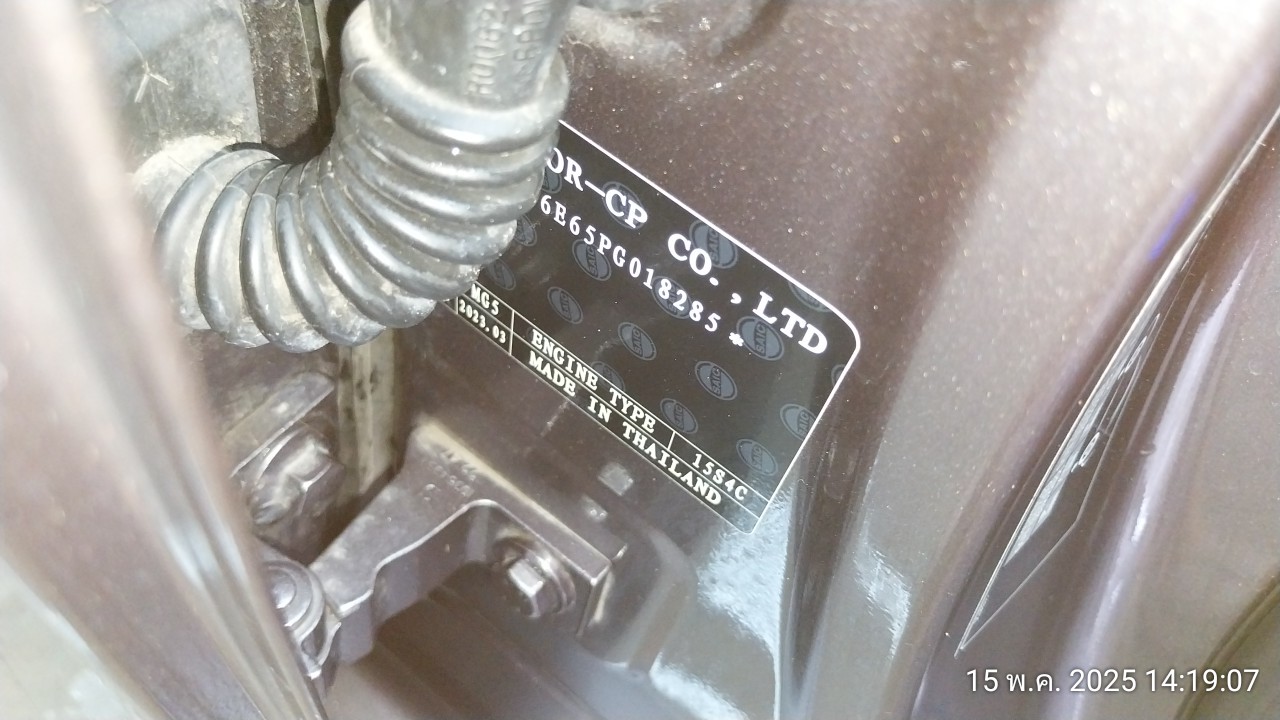 OR-CP CO., LTD
6E65PG018285*
MG5 ENGINE TYPE 15S4C
2023.03 MADE IN THAILAND
SAIC
15 พ.ค. 2025 14:19:07